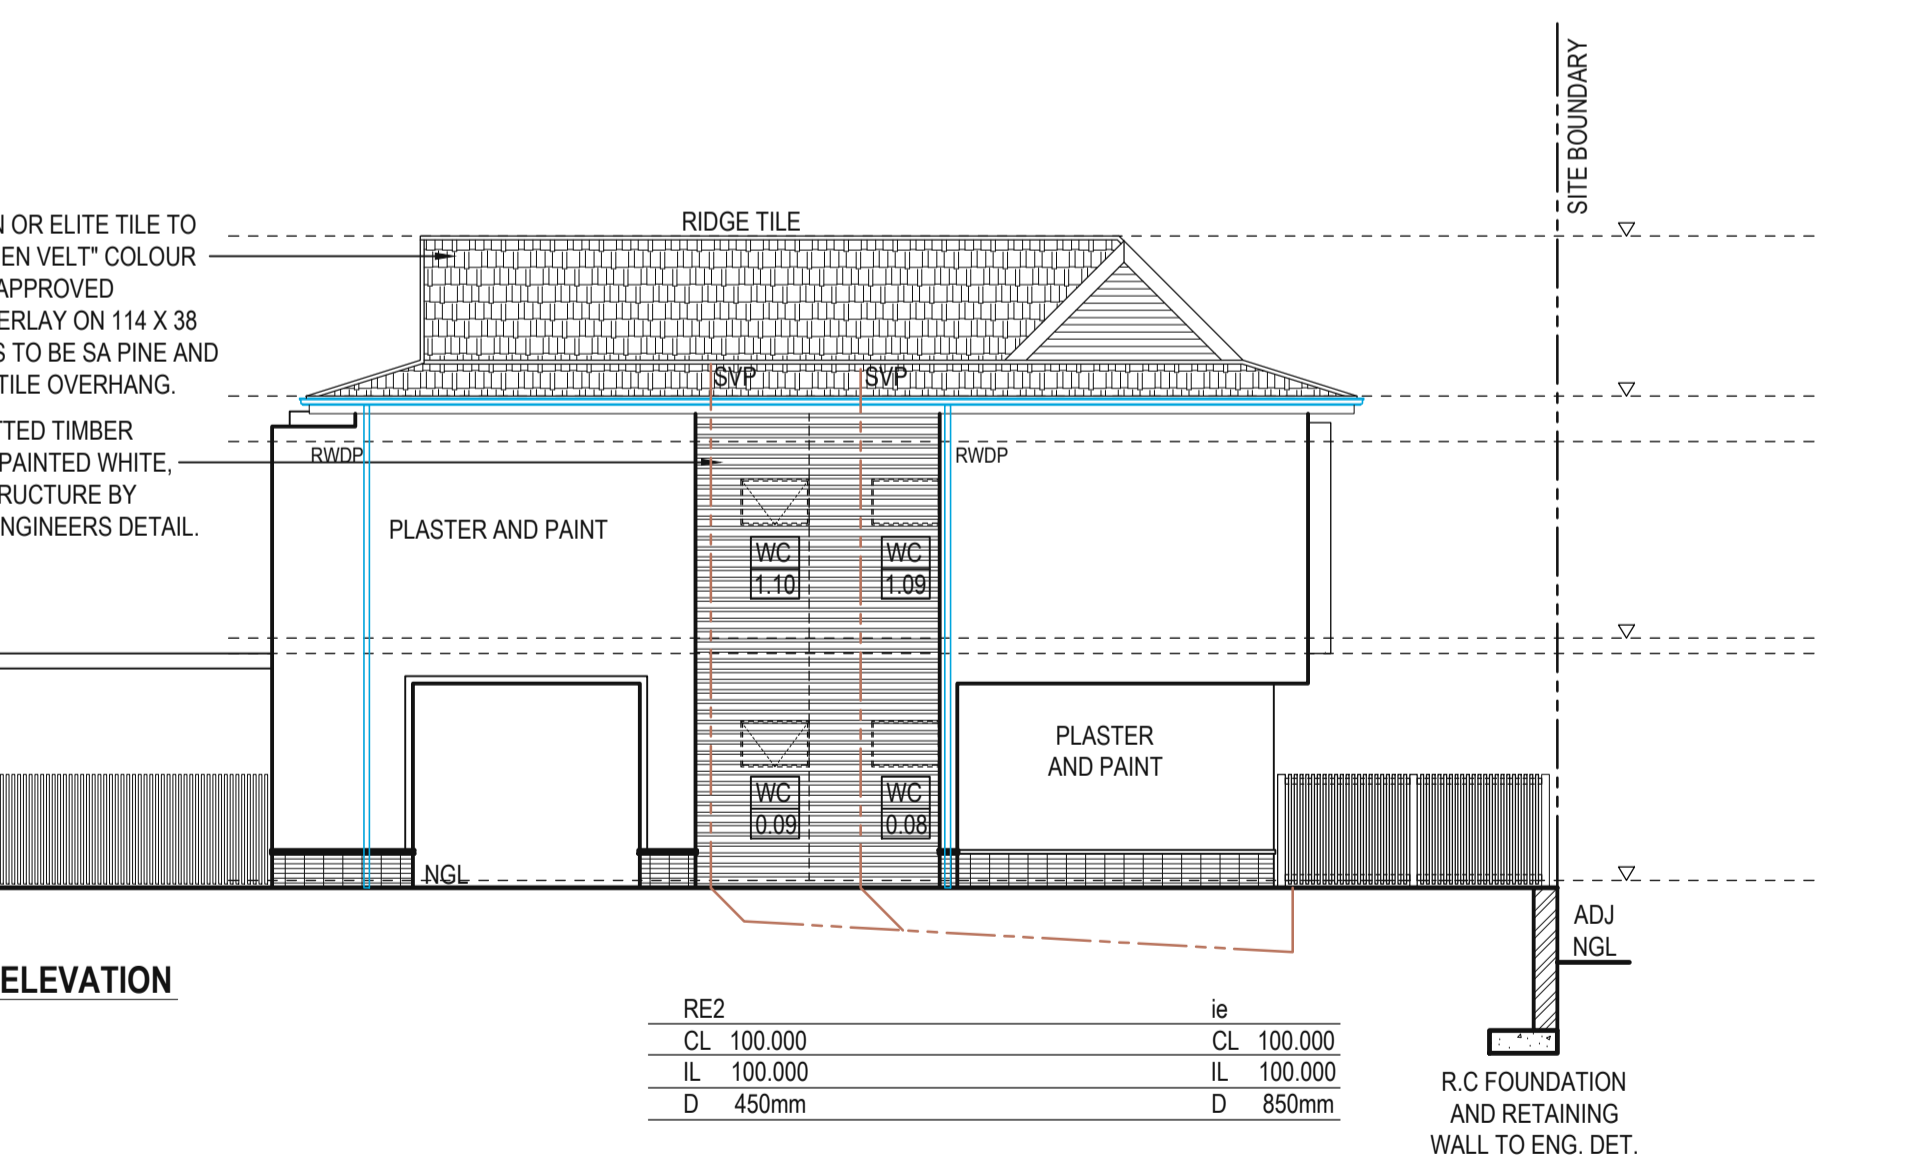 SITE BOUNDARY
N OR ELITE TILE TO
EN VELT" COLOUR
APPROVED
ERLAY ON 114 X 38
S TO BE SA PINE AND
TILE OVERHANG.
TTED TIMBER
PAINTED WHITE,
RUCTURE BY
NGINEERS DETAIL.
RIDGE TILE
SVP
SVP
RWDP
RWDP
PLASTER AND PAINT
WC
1.10
WC
1.09
PLASTER
AND PAINT
WC
0.09
WC
0.08
NGL
ADJ
NGL
ELEVATION
RE2
CL 100.000
IL 100.000
D 450mm
ie
CL 100.000
IL 100.000
D 850mm
R.C FOUNDATION
AND RETAINING
WALL TO ENG. DET.